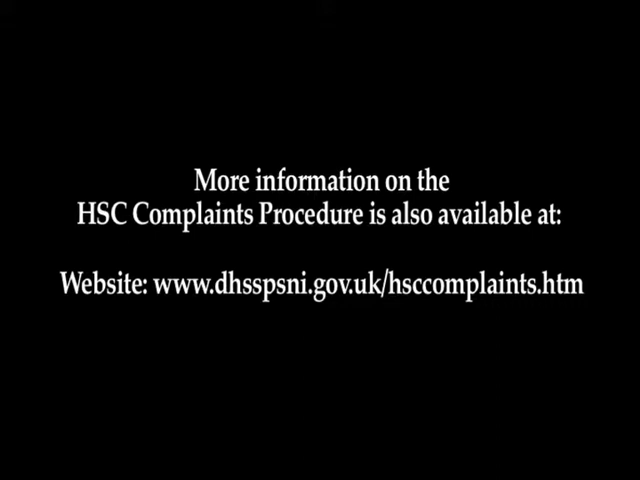 More information on the
HSC Complaints Procedure is also available at:
Website: www.dhsspsni.gov.uk/hsccomplaints.htm